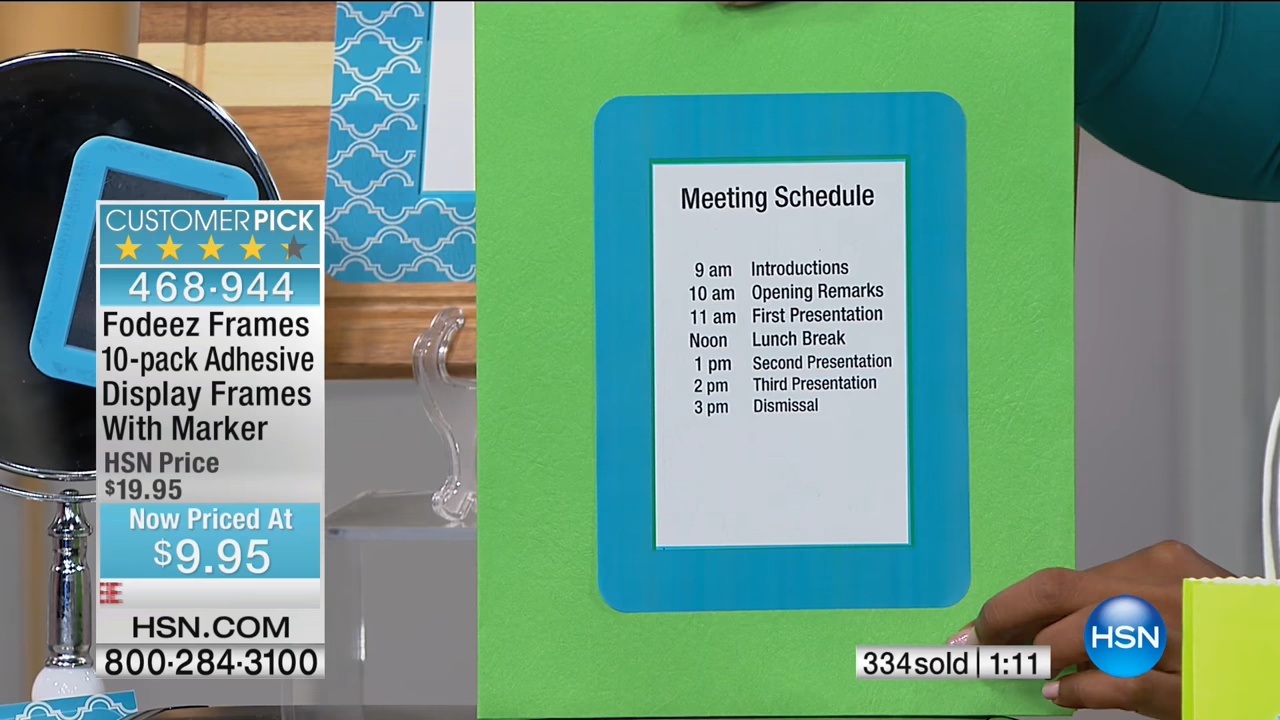 CUSTOMER PICK
468·944
Fodeez Frames
10-pack Adhesive
Display Frames
With Marker
HSN Price
$19.95
Now Priced At
$9.95
HSN.COM
800·284·3100
Meeting Schedule
9 am Introductions
10 am Opening Remarks
11 am First Presentation
Noon Lunch Break
1 pm Second Presentation
2 pm Third Presentation
3 pm Dismissal
334 sold | 1:11
HSN